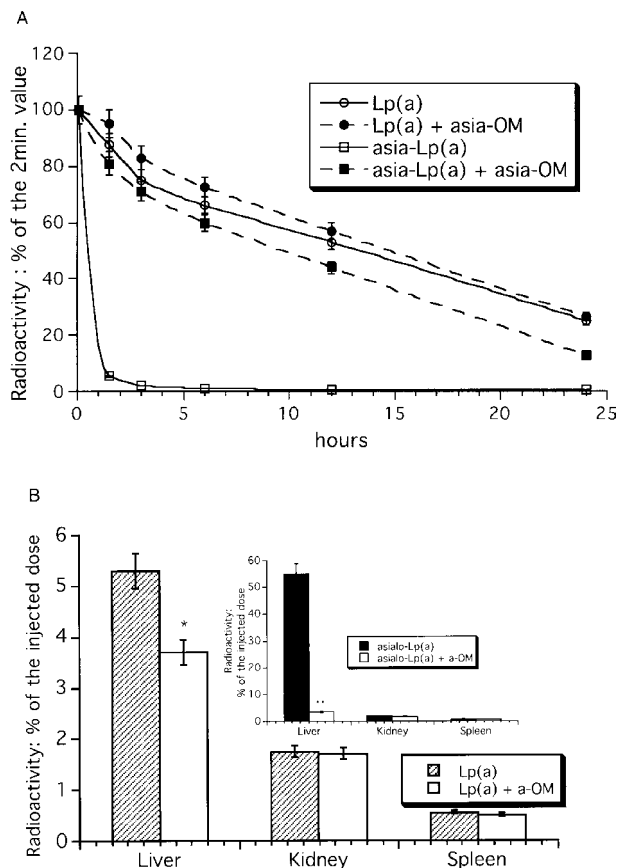 A
Radioactivity : % of the 2min. value
120
100
80
60
40
20
0
Lp(a)
Lp(a) + asia-OM
asia-Lp(a)
asia-Lp(a) + asia-OM
0 5 10 15 20 25
hours
B
Radioactivity: % of the injected dose
6
5
4
3
2
1
0
*
Radioactivity:
% of the injected dose
60
50
40
30
20
10
0
**
asialo-Lp(a)
asialo-Lp(a) + a-OM
Liver Kidney Spleen
Lp(a)
Lp(a) + a-OM
Liver Kidney Spleen